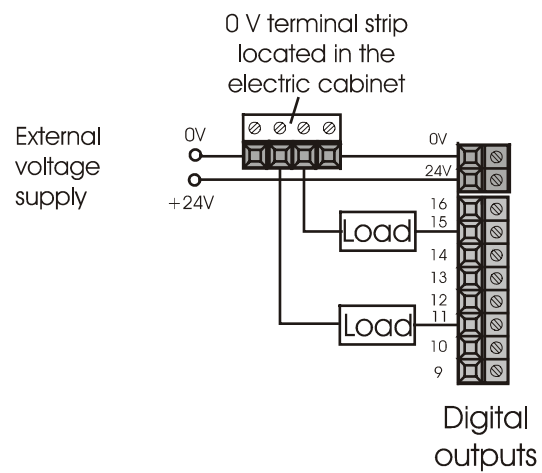 0 V terminal strip
located in the
electric cabinet
External
voltage
supply
0V
+24V
0V
24V
16
15
14
13
12
11
10
9
Load
Load
Digital
outputs